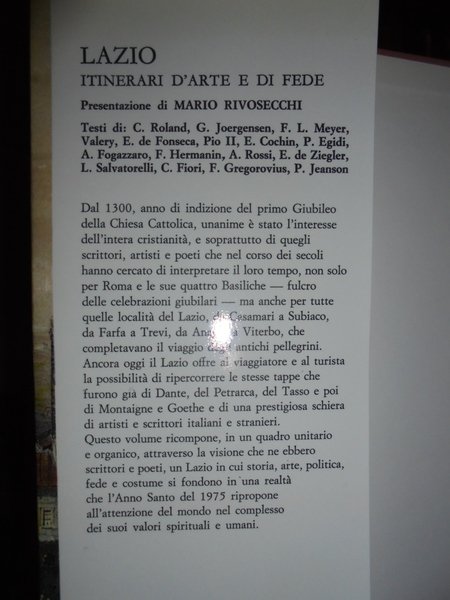 LAZIO
ITINERARI D'ARTE E DI FEDE
Presentazione di MARIO RIVOSECCHI
Testi di: C. Roland, G. Joergensen, F. L. Meyer,
Valery, E. de Fonseca, Pio II, E. Cochin, P. Egidi,
A. Fogazzaro, F. Hermanin, A. Rossi, E. de Ziegler,
L. Salvatorelli, C. Fiori, F. Gregorovius, P. Jeanson
Dal 1300, anno di indizione del primo Giubileo
della Chiesa Cattolica, unanime è stato l'interesse
dell'intera cristianità, e soprattutto di quegli
scrittori, artisti e poeti che nel corso dei secoli
hanno cercato di interpretare il loro tempo, non solo
per Roma e le sue quattro Basiliche — fulcro
delle celebrazioni giubilari — ma anche per tutte
quelle località del Lazio, da Casamari a Subiaco,
da Farfa a Trevi, da a Viterbo, che
completavano il viaggio degli antichi pellegrini.
Ancora oggi il Lazio offre al viaggiatore e al turista
la possibilità di ripercorrere le stesse tappe che
furono già di Dante, del Petrarca, del Tasso e poi
di Montaigne e Goethe e di una prestigiosa schiera
di artisti e scrittori italiani e stranieri.
Questo volume ricompone, in un quadro unitario
e organico, attraverso la visione che ne ebbero
scrittori e poeti, un Lazio in cui storia, arte, politica,
fede e costume si fondono in una realtà
che l'Anno Santo del 1975 ripropone
all'attenzione del mondo nel complesso
dei suoi valori spirituali e umani.